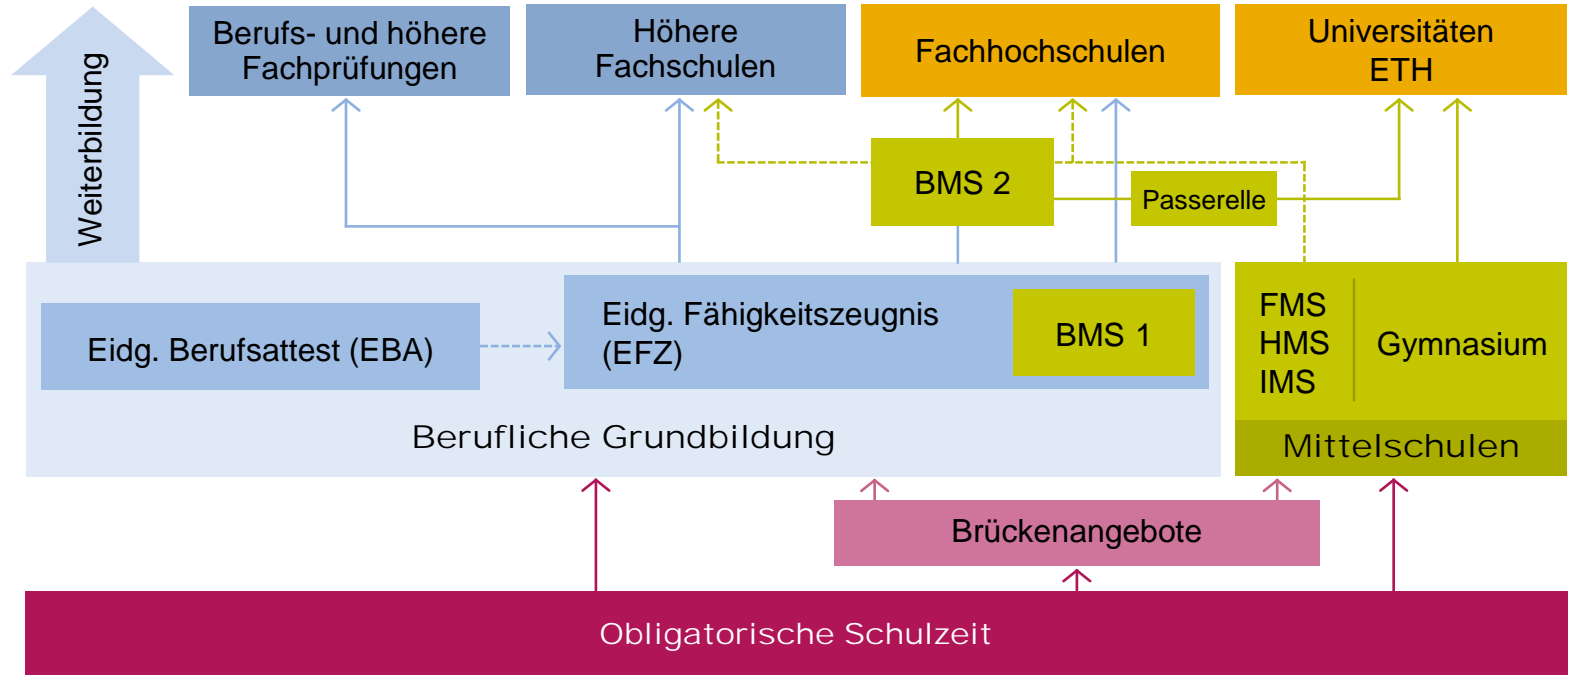 Weiterbildung
Berufs- und höhere
Fachprüfungen
Höhere
Fachschulen
Fachhochschulen
Universitäten
ETH
BMS 2
Passerelle
Eidg. Berufsattest (EBA)
Eidg. Fähigkeitszeugnis
(EFZ)
BMS 1
FMS
HMS
IMS
Gymnasium
Berufliche Grundbildung
Mittelschulen
Brückenangebote
Obligatorische Schulzeit